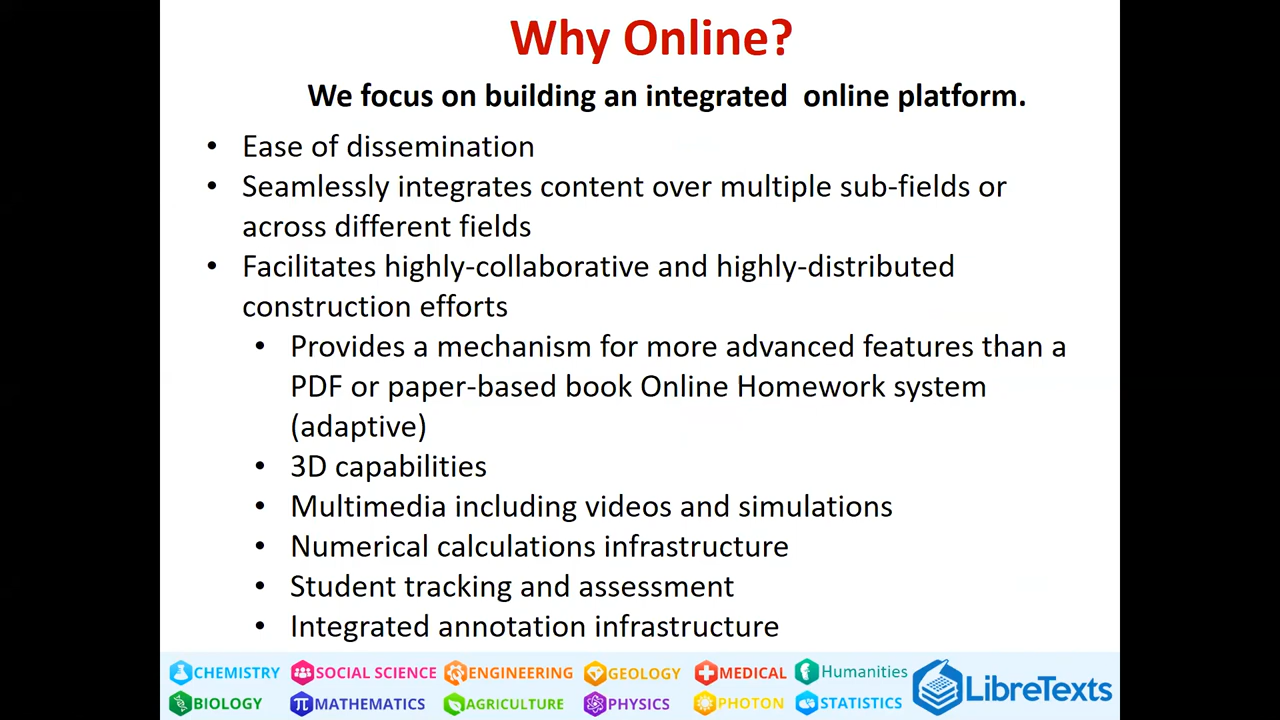 Why Online?
We focus on building an integrated online platform.
• Ease of dissemination
• Seamlessly integrates content over multiple sub-fields or
across different fields
• Facilitates highly-collaborative and highly-distributed
construction efforts
• Provides a mechanism for more advanced features than a
PDF or paper-based book Online Homework system
(adaptive)
• 3D capabilities
• Multimedia including videos and simulations
• Numerical calculations infrastructure
• Student tracking and assessment
• Integrated annotation infrastructure
CHEMISTRY SOCIAL SCIENCE ENGINEERING GEOLOGY MEDICAL Humanities
BIOLOGY MATHEMATICS AGRICULTURE PHYSICS PHOTON STATISTICS
LibreTexts